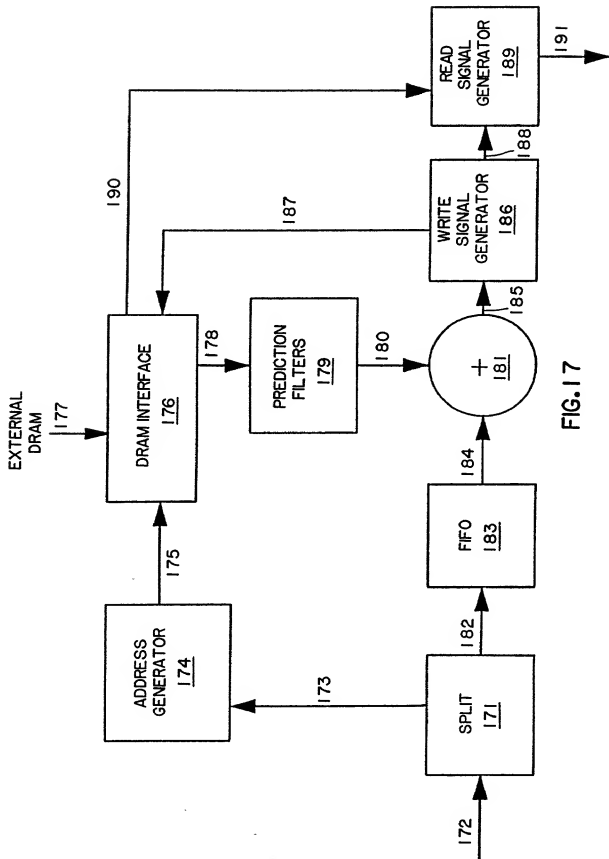 EXTERNAL
DRAM
177
190
DRAM INTERFACE
176
175
187
178
ADDRESS
GENERATOR
174
PREDICTION
FILTERS
179
173
180
READ
SIGNAL
GENERATOR
189
191
188
WRITE
SIGNAL
GENERATOR
186
185
+
181
184
FIFO
183
182
SPLIT
171
172
FIG.17